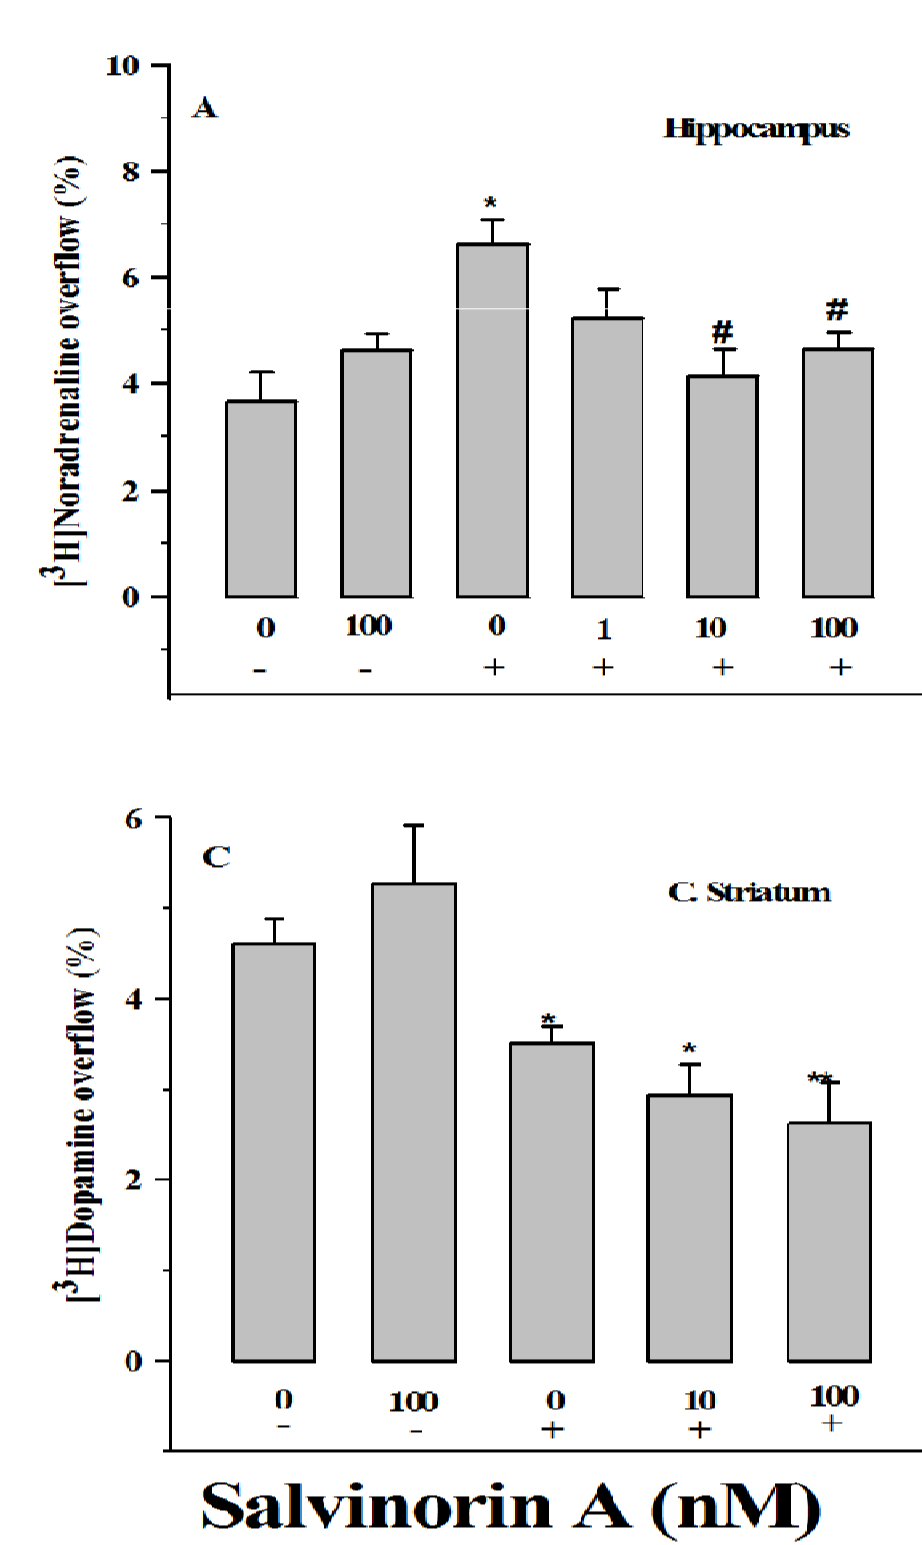 10
A
Hippocampus
8
*
6
#
#
4
2
0
[³H]Noradrenaline overflow (%)
0 100 0 1 10 100
- - + + + +
6
C
C. Striatum
4
*
*
**
2
0
[³H]Dopamine overflow (%)
0 100 0 10 100
- - + + +
Salvinorin A (nM)